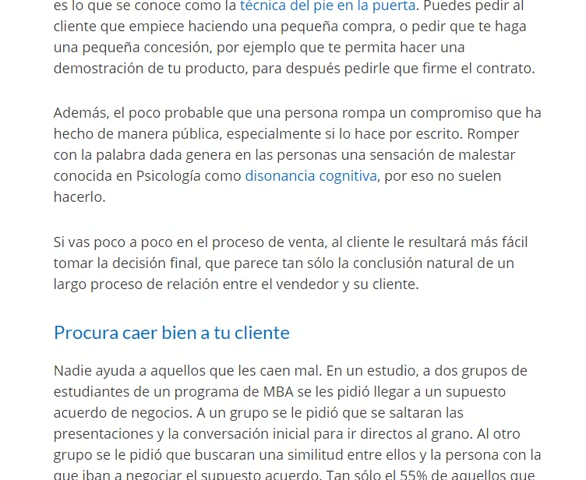 es lo que se conoce como la técnica del pie en la puerta. Puedes pedir al
cliente que empiece haciendo una pequeña compra, o pedir que te haga
una pequeña concesión, por ejemplo que te permita hacer una
demostración de tu producto, para después pedirle que firme el contrato.
Además, el poco probable que una persona rompa un compromiso que ha
hecho de manera pública, especialmente si lo hace por escrito. Romper
con la palabra dada genera en las personas una sensación de malestar
conocida en Psicología como disonancia cognitiva, por eso no suelen
hacerlo.
Si vas poco a poco en el proceso de venta, al cliente le resultará más fácil
tomar la decisión final, que parece tan sólo la conclusión natural de un
largo proceso de relación entre el vendedor y su cliente.
Procura caer bien a tu cliente
Nadie ayuda a aquellos que les caen mal. En un estudio, a dos grupos de
estudiantes de un programa de MBA se les pidió llegar a un supuesto
acuerdo de negocios. A un grupo se le pidió que se saltaran las
presentaciones y la conversación inicial para ir directos al grano. Al otro
grupo se le pidió que buscaran una similitud entre ellos y la persona con la
que iban a negociar el supuesto acuerdo. Tan sólo el 55% de aquellos que